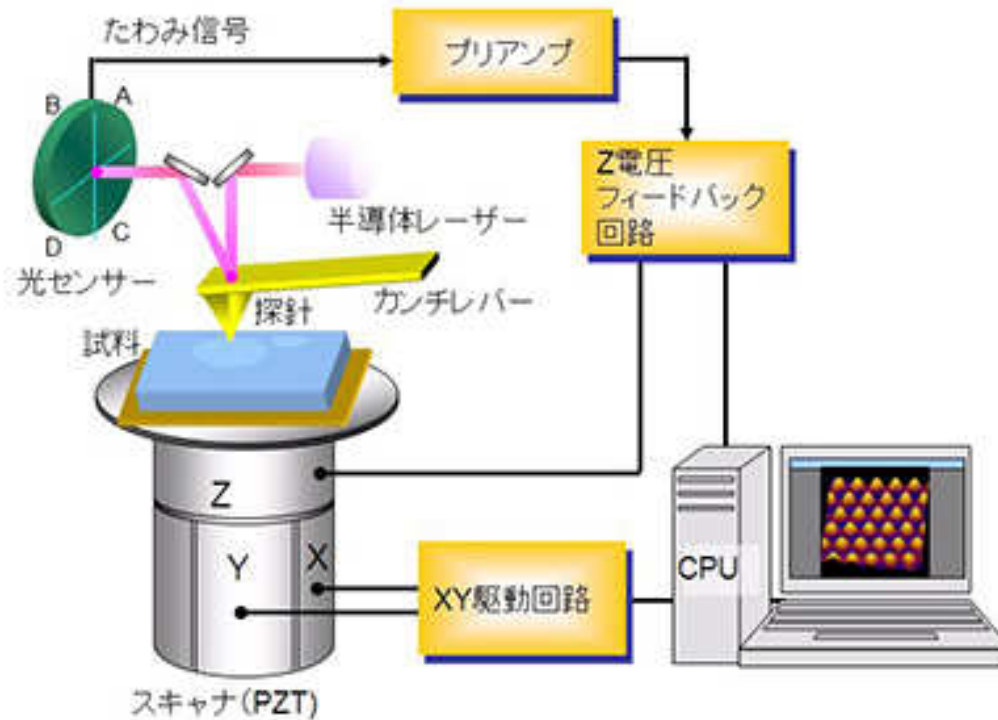 たわみ信号
プリアンプ
B A
D C
光センサー
半導体レーザー
Z電圧
フィードバック
回路
カンチレバー
探針
試料
Z
Y
X
XY駆動回路
CPU
スキャナ(PZT)